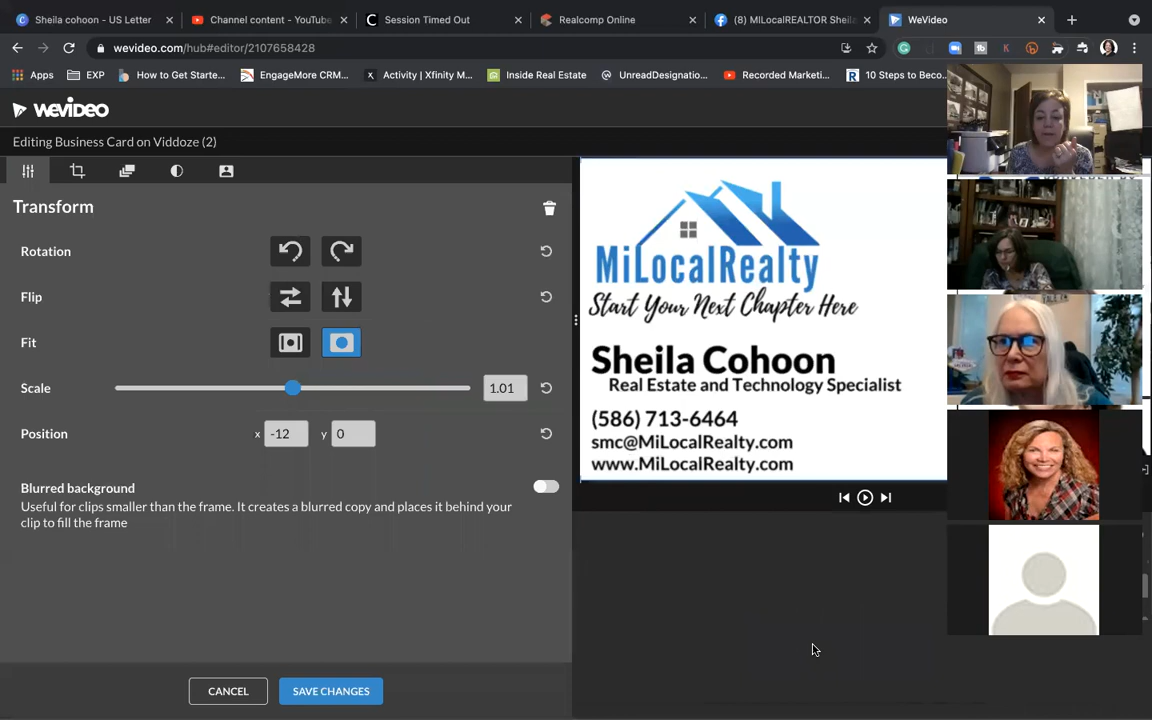 Sheila cohoon - US Letter
Channel content - YouTube
Session Timed Out
Realcomp Online
(8) MILocalREALTOR Sheila
WeVideo
wevideo.com/hub#editor/2107658428
Apps
EXP
How to Get Starte...
EngageMore CRM...
Activity | Xfinity M...
Inside Real Estate
UnreadDesignatio...
Recorded Marketi...
10 Steps to Beco...
WEVIDEO
Editing Business Card on Viddoze (2)
Transform
Rotation
Flip
Fit
Scale
1.01
Position
x -12
y 0
Blurred background
Useful for clips smaller than the frame. It creates a blurred copy and places it behind your
clip to fill the frame
CANCEL
SAVE CHANGES
MiLocalRealty
Start Your Next Chapter Here
Sheila Cohoon
Real Estate and Technology Specialist
(586) 713-6464
smc@MiLocalRealty.com
www.MiLocalRealty.com